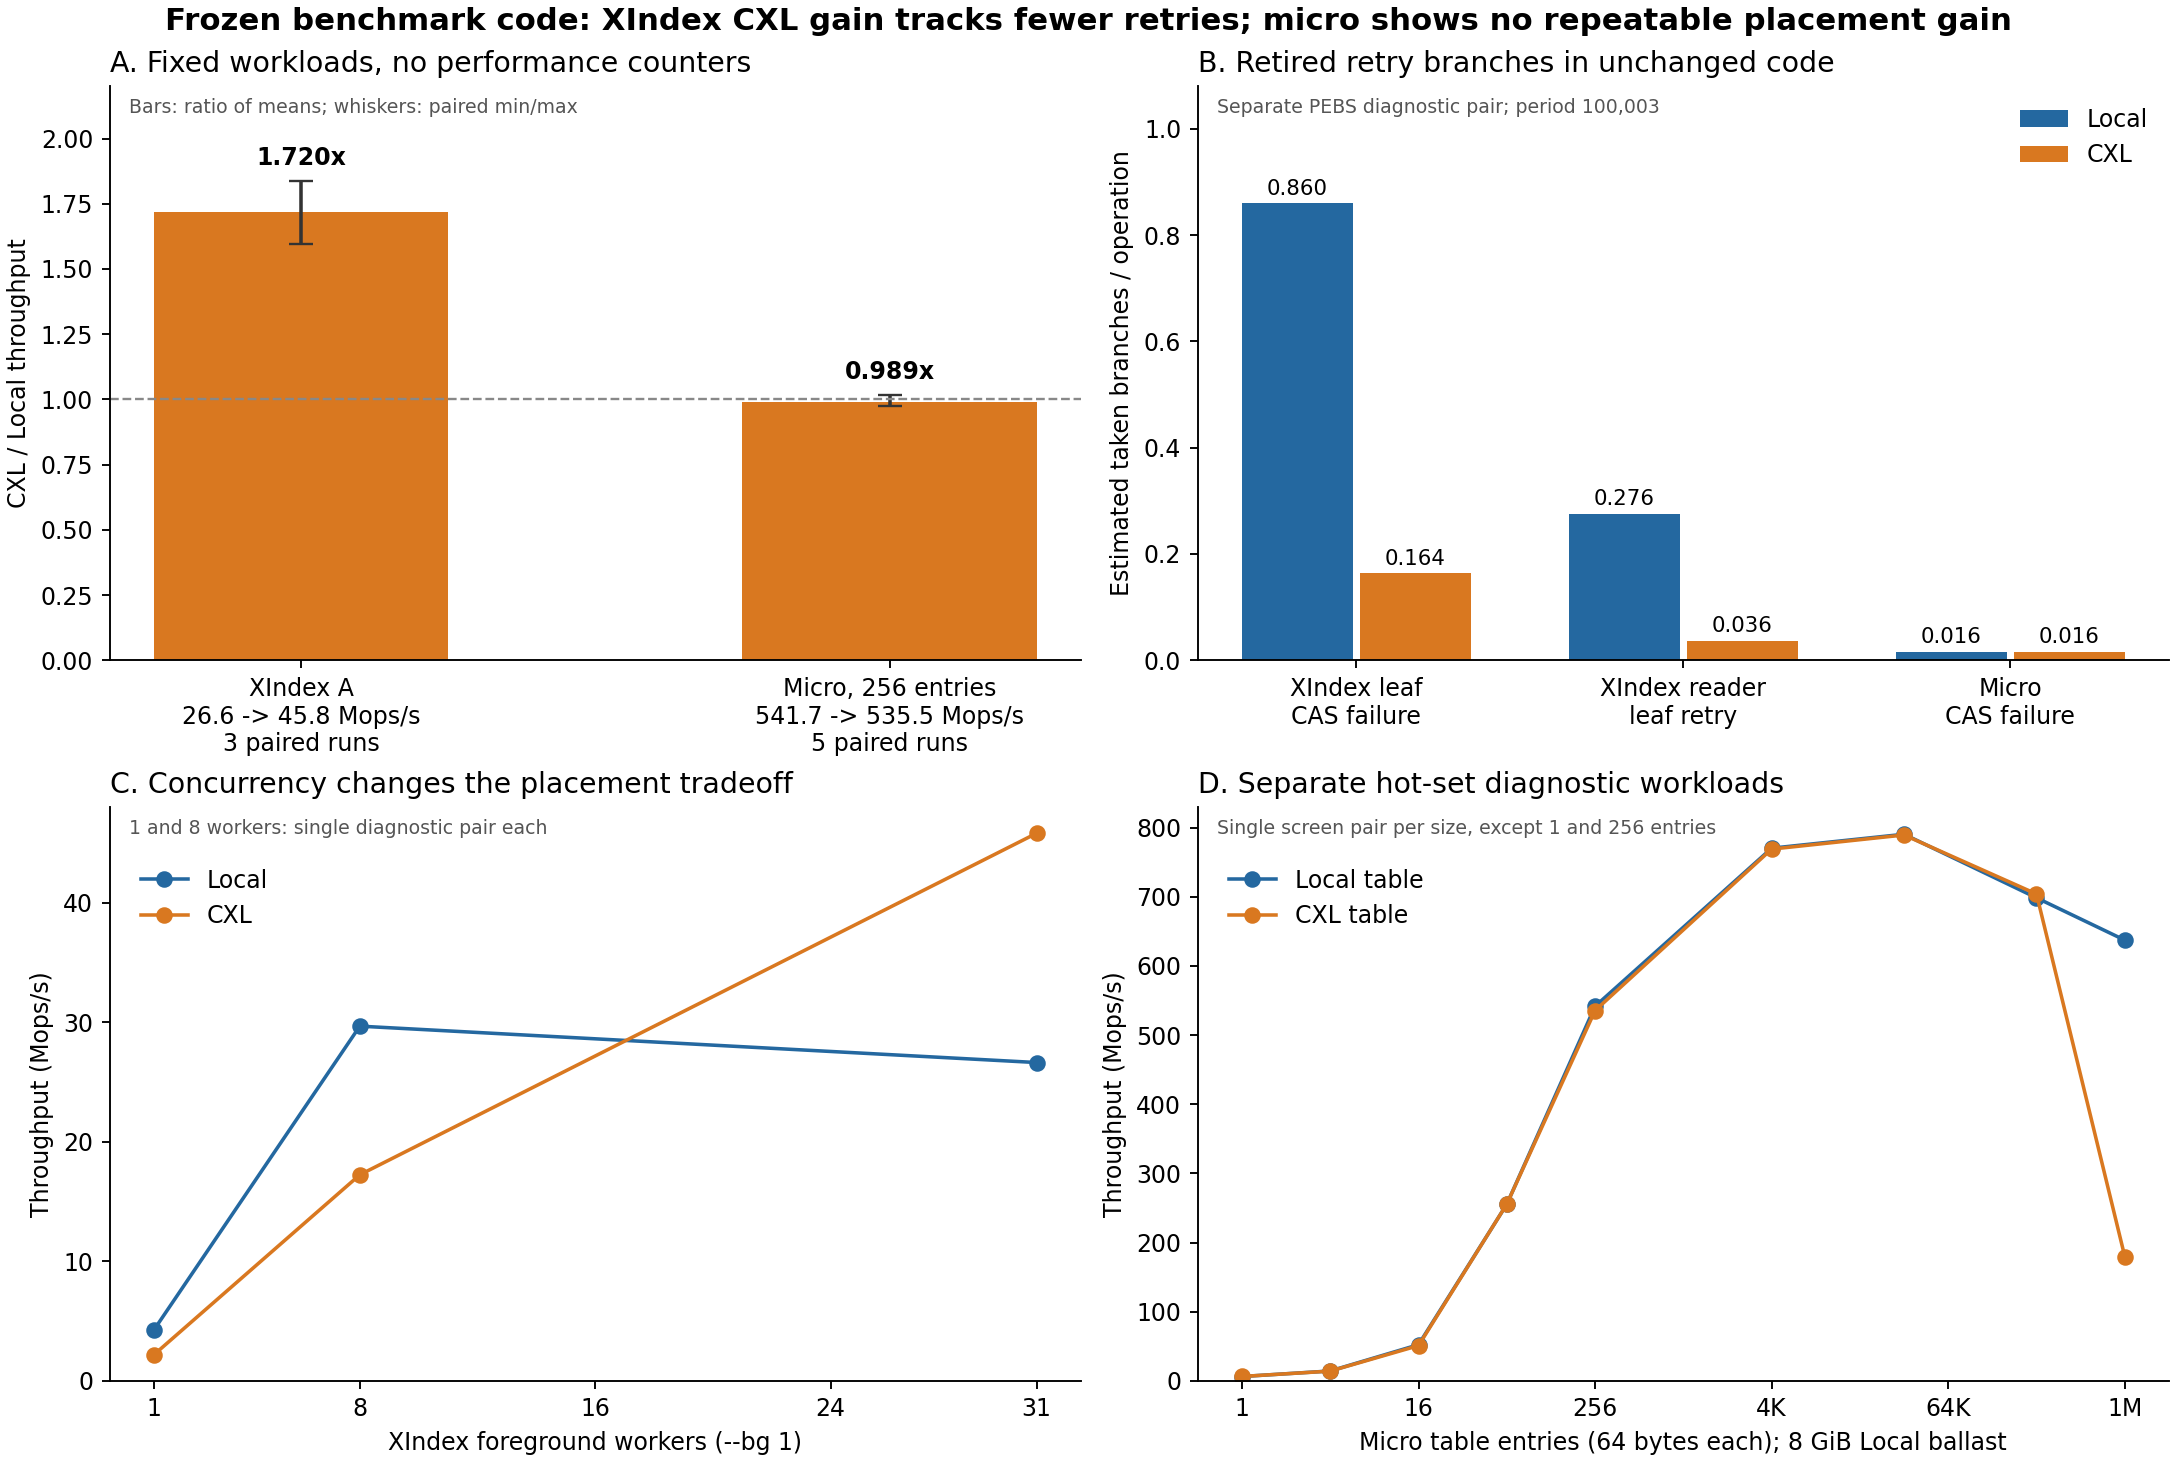 Frozen benchmark code: XIndex CXL gain tracks fewer retries; micro shows no repeatable placement gain
A. Fixed workloads, no performance counters
Bars: ratio of means; whiskers: paired min/max
CXL / Local throughput
2.00
1.75
1.50
1.25
1.00
0.75
0.50
0.25
0.00
1.720x
0.989x
XIndex A
26.6 -> 45.8 Mops/s
3 paired runs
Micro, 256 entries
541.7 -> 535.5 Mops/s
5 paired runs
B. Retired retry branches in unchanged code
Separate PEBS diagnostic pair; period 100,003
Local
CXL
Estimated taken branches / operation
1.0
0.8
0.6
0.4
0.2
0.0
0.860
0.164
0.276
0.036
0.016
0.016
XIndex leaf
CAS failure
XIndex reader
leaf retry
Micro
CAS failure
C. Concurrency changes the placement tradeoff
1 and 8 workers: single diagnostic pair each
Local
CXL
Throughput (Mops/s)
40
30
20
10
0
1
8
16
24
31
XIndex foreground workers (--bg 1)
D. Separate hot-set diagnostic workloads
Single screen pair per size, except 1 and 256 entries
Local table
CXL table
Throughput (Mops/s)
800
700
600
500
400
300
200
100
0
1
16
256
4K
64K
1M
Micro table entries (64 bytes each); 8 GiB Local ballast